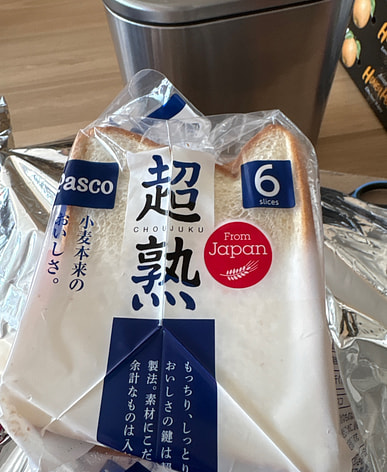 Pasco
超熟
CHOUJUKU
6
slices
From
Japan
小麦本来の
おいしさ。
もっちり、しっとり
おいしさの鍵は超
製法。素材にこだ
余計なものは入